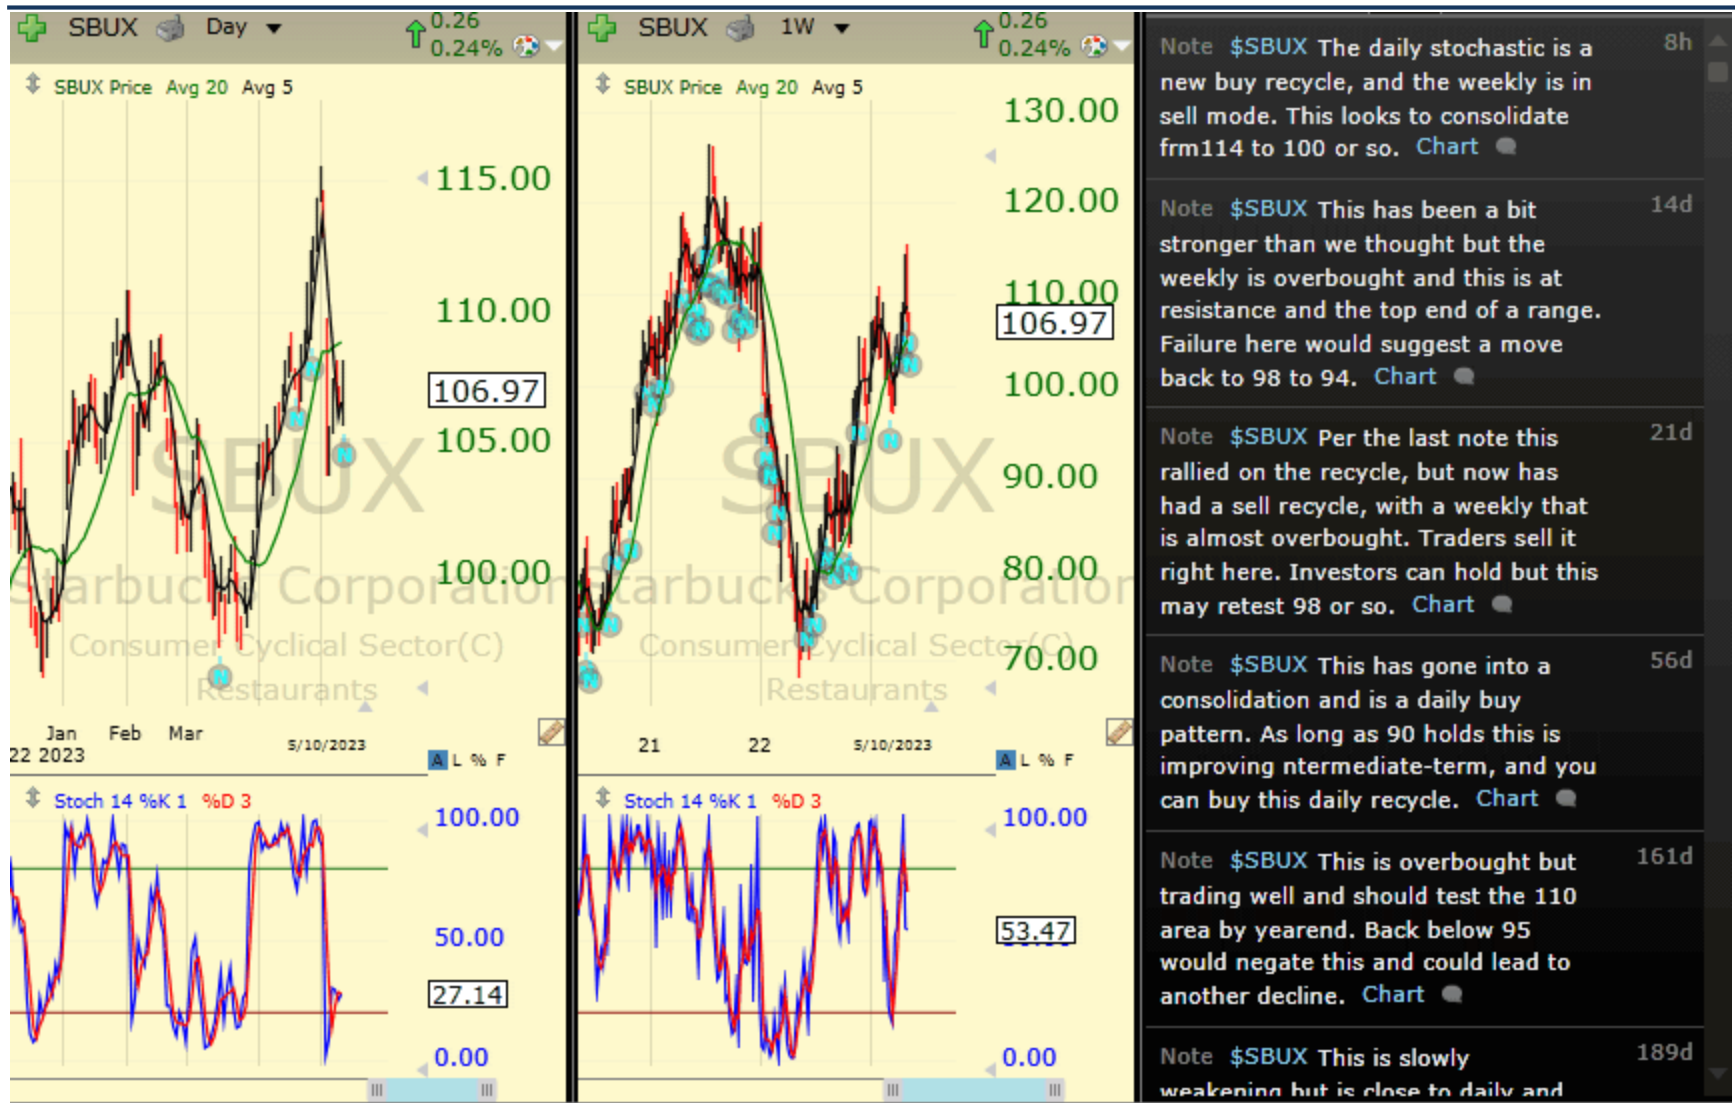 SBUX Day 0.26
0.24%
SBUX Price Avg 20 Avg 5
115.00
110.00
106.97
105.00
100.00
SBUX
Starbucks Corporation
Consumer Cyclical Sector(C)
Restaurants
Jan Feb Mar 5/10/2023
22 2023
A L % F
Stoch 14 %K 1 %D 3
100.00
50.00
27.14
0.00
SBUX 1W 0.26
0.24%
SBUX Price Avg 20 Avg 5
130.00
120.00
110.00
106.97
100.00
90.00
80.00
70.00
SBUX
Starbucks Corporation
Consumer Cyclical Sector(C)
Restaurants
21 22 5/10/2023
A L % F
Stoch 14 %K 1 %D 3
100.00
53.47
0.00
Note $SBUX The daily stochastic is a 8h
new buy recycle, and the weekly is in
sell mode. This looks to consolidate
frm114 to 100 or so. Chart
Note $SBUX This has been a bit 14d
stronger than we thought but the
weekly is overbought and this is at
resistance and the top end of a range.
Failure here would suggest a move
back to 98 to 94. Chart
Note $SBUX Per the last note this 21d
rallied on the recycle, but now has
had a sell recycle, with a weekly that
is almost overbought. Traders sell it
right here. Investors can hold but this
may retest 98 or so. Chart
Note $SBUX This has gone into a 56d
consolidation and is a daily buy
pattern. As long as 90 holds this is
improving ntermediate-term, and you
can buy this daily recycle. Chart
Note $SBUX This is overbought but 161d
trading well and should test the 110
area by yearend. Back below 95
would negate this and could lead to
another decline. Chart
Note $SBUX This is slowly 189d
weakening but is close to daily and